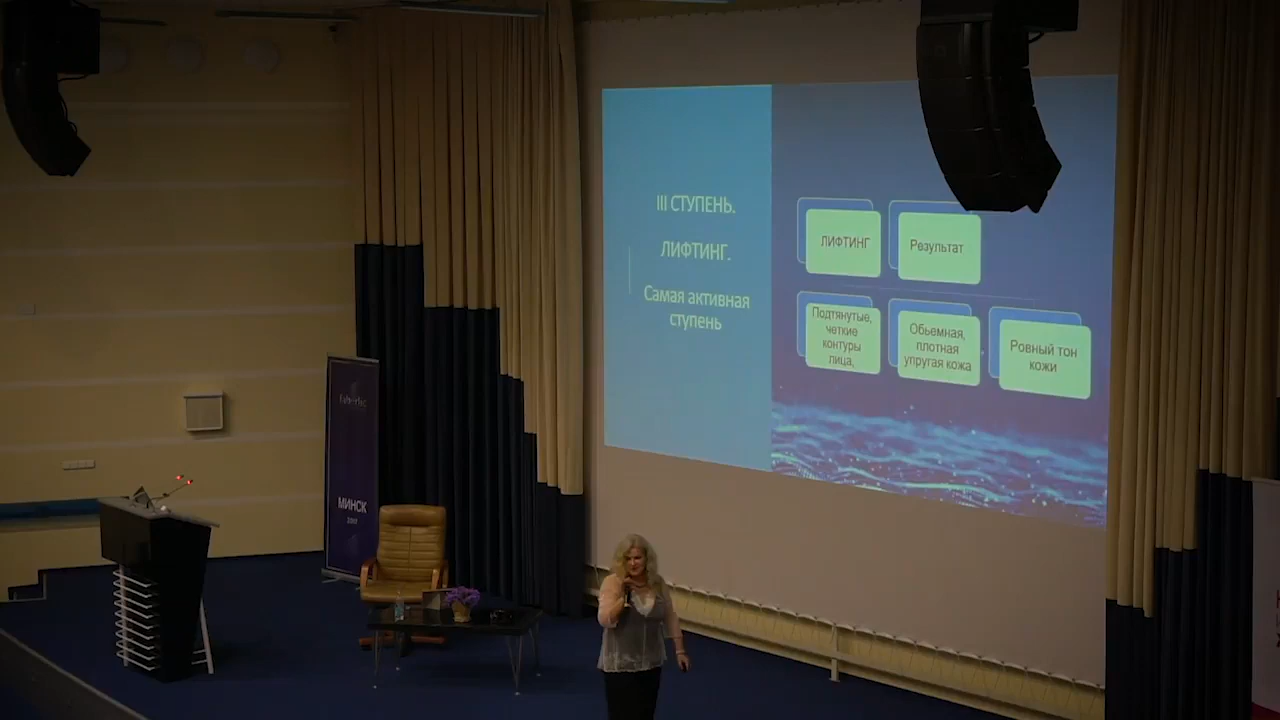 III СТУПЕНЬ.
ЛИФТИНГ.
Самая активная
ступень
ЛИФТИНГ
Результат
Подтянутые,
четкие
контуры
лица,
Обьемная,
плотная
упругая кожа
Ровный тон
кожи
МИНСК
2017